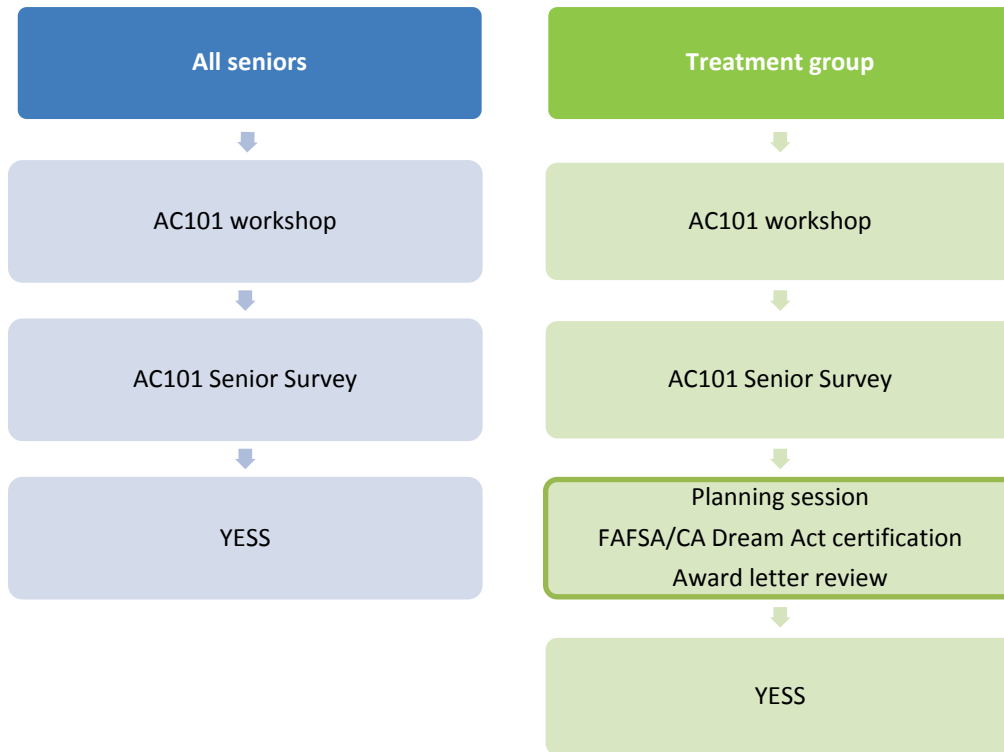 All seniors
AC101 workshop
AC101 Senior Survey
YESS
Treatment group
AC101 workshop
AC101 Senior Survey
Planning session
FAFSA/CA Dream Act certification
Award letter review
YESS